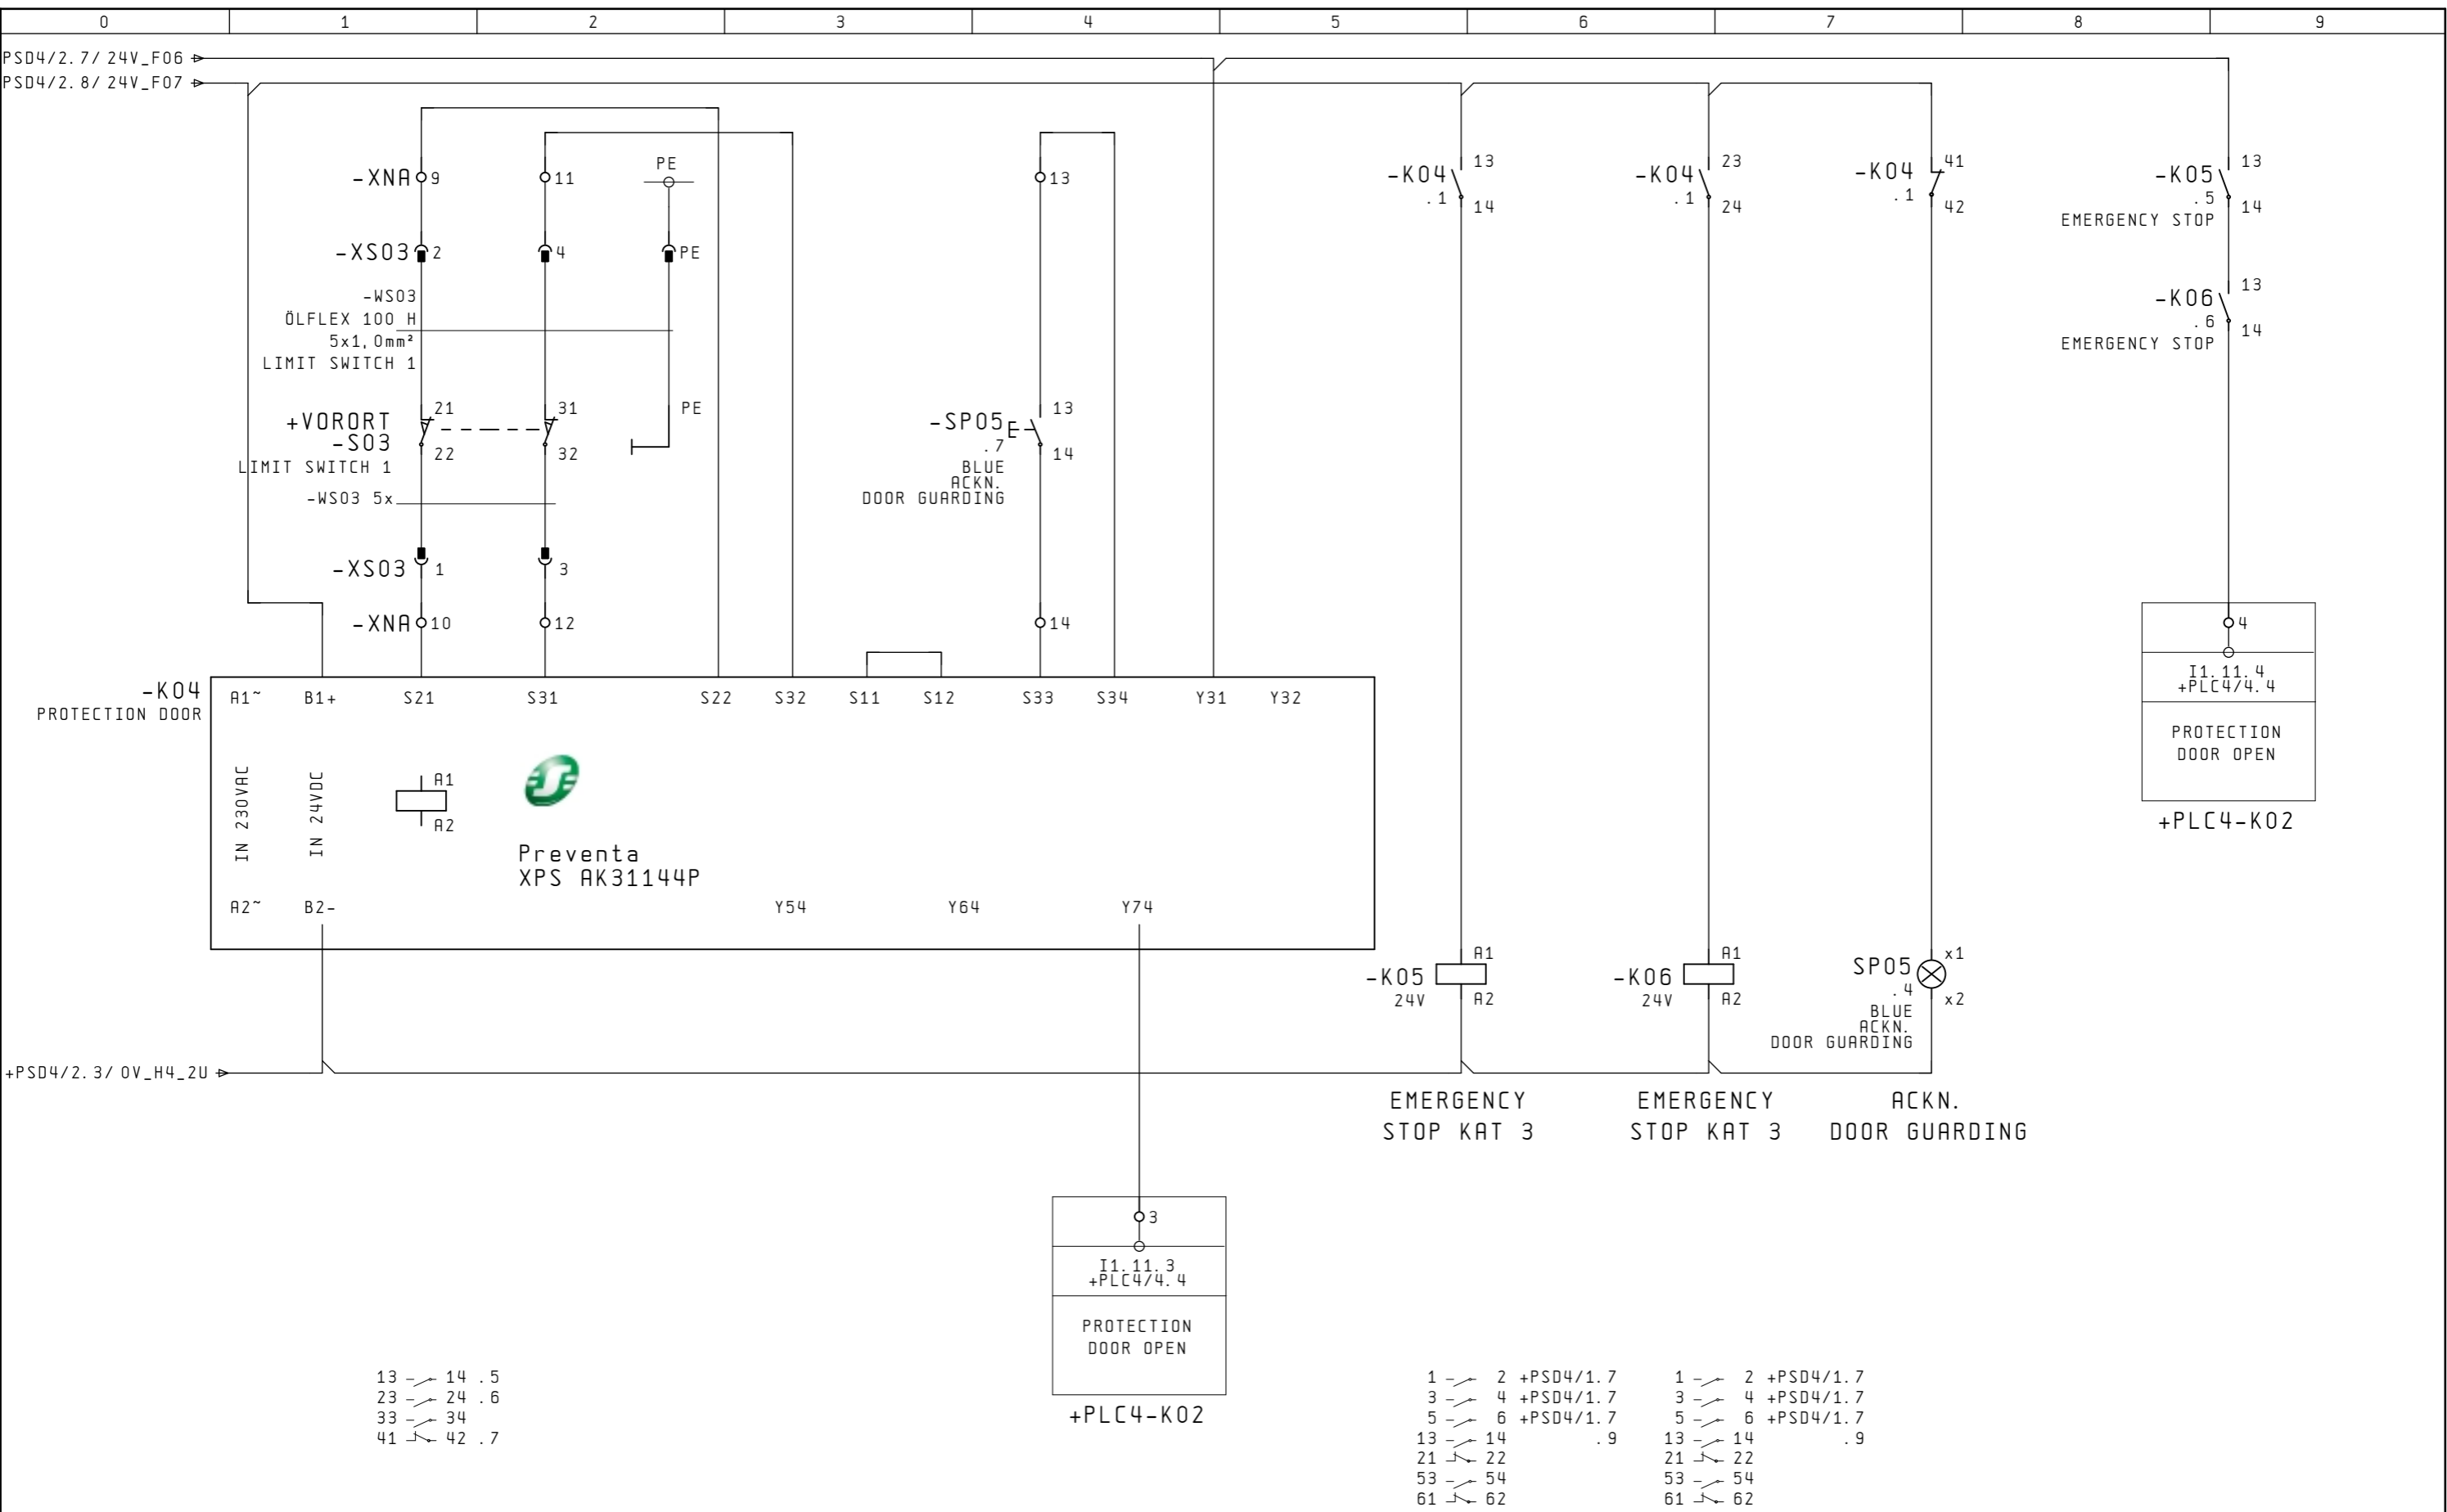 0 1 2 3 4 5 6 7 8 9
PSD4/2.7/ 24V_F06
PSD4/2.8/ 24V_F07
-XNA 9 11 PE 13
-XS03 2 4 PE
-WS03
ÖLFLEX 100 H
5x1,0mm²
LIMIT SWITCH 1
+VORORT
-S03
LIMIT SWITCH 1
21 22
31 32
PE
-WS03 5x
-XS03 1 3
-XNA 10 12 14
-SP05
.7
BLUE
ACKN.
DOOR GUARDING
13
14
-K04
.1
13
14
-K04
.1
23
24
-K04
.1
41
42
-K05
.5
EMERGENCY STOP
13
14
-K06
.6
EMERGENCY STOP
13
14
4
I1.11.4
+PLC4/4.4
PROTECTION
DOOR OPEN
+PLC4-K02
-K04
PROTECTION DOOR
A1~ B1+ S21 S31 S22 S32 S11 S12 S33 S34 Y31 Y32
IN 230VAC
IN 24VDC
A1
A2
Preventa
XPS AK31144P
A2~ B2- Y54 Y64 Y74
-K05
24V
A1
A2
-K06
24V
A1
A2
SP05
.4
BLUE
ACKN.
DOOR GUARDING
x1
x2
+PSD4/2.3/ 0V_H4_2U
EMERGENCY
STOP KAT 3
EMERGENCY
STOP KAT 3
ACKN.
DOOR GUARDING
3
I1.11.3
+PLC4/4.4
PROTECTION
DOOR OPEN
+PLC4-K02
13 14 .5
23 24 .6
33 34
41 42 .7
1 2 +PSD4/1.7
3 4 +PSD4/1.7
5 6 +PSD4/1.7
13 14 .9
21 22
53 54
61 62
1 2 +PSD4/1.7
3 4 +PSD4/1.7
5 6 +PSD4/1.7
13 14 .9
21 22
53 54
61 62